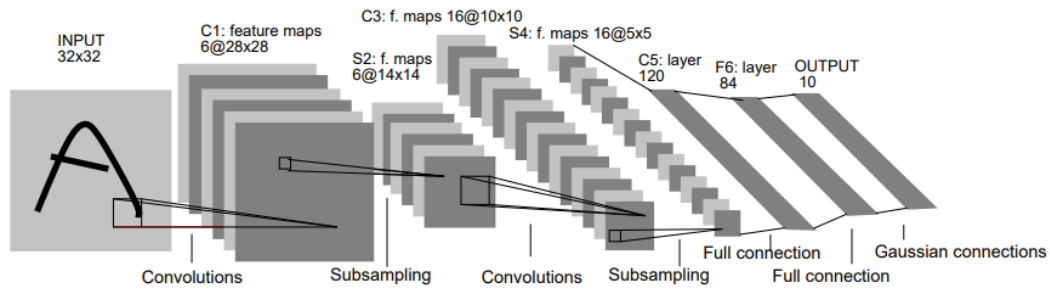 INPUT
32x32
C1: feature maps
6@28x28
S2: f. maps
6@14x14
C3: f. maps 16@10x10
S4: f. maps 16@5x5
C5: layer
120
F6: layer
84
OUTPUT
10
Convolutions
Subsampling
Convolutions
Subsampling
Full connection
Full connection
Gaussian connections